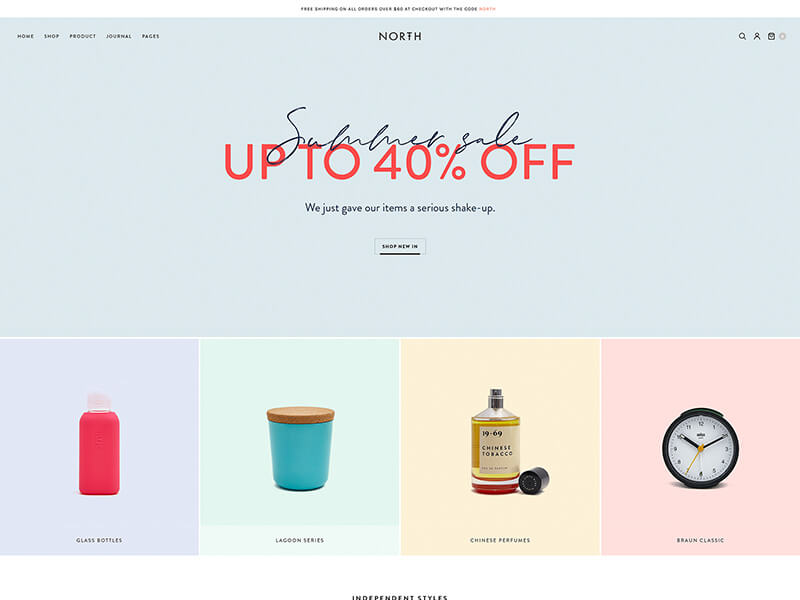 FREE SHIPPING ON ALL ORDERS OVER $60 AT CHECKOUT WITH THE CODE NORTH
HOME SHOP PRODUCT JOURNAL PAGES
NORTH
Summer sale
UP TO 40% OFF
We just gave our items a serious shake-up.
SHOP NEW IN
19-69
CHINESE
TOBACCO
EAU DE PARFUM
BRAUN
GLASS BOTTLES
LAGOON SERIES
CHINESE PERFUMES
BRAUN CLASSIC
INDEPENDENT STYLES